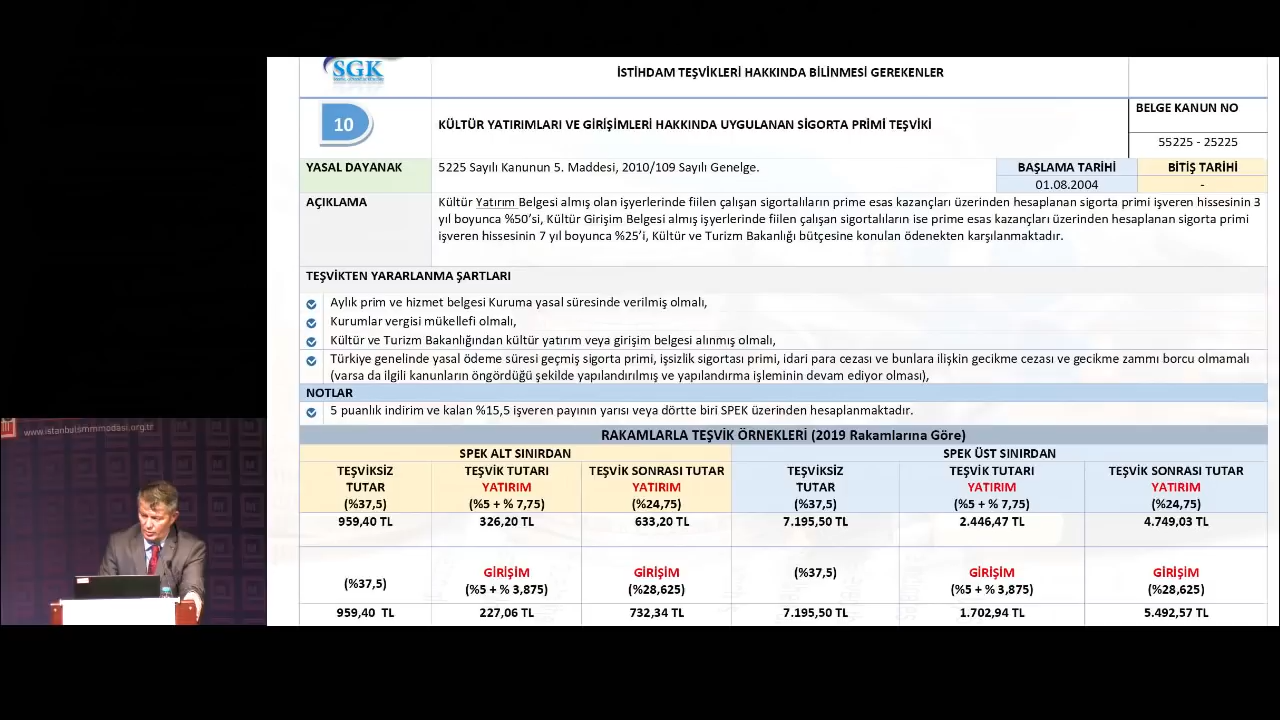 SGK
İSTİHDAM TEŞVİKLERİ HAKKINDA BİLİNMESİ GEREKENLER
10
KÜLTÜR YATIRIMLARI VE GİRİŞİMLERİ HAKKINDA UYGULANAN SİGORTA PRİMİ TEŞVİKİ
BELGE KANUN NO
55225 - 25225
YASAL DAYANAK
5225 Sayılı Kanunun 5. Maddesi, 2010/109 Sayılı Genelge.
BAŞLAMA TARİHİ
BİTİŞ TARİHİ
01.08.2004
-
AÇIKLAMA
Kültür Yatırım Belgesi almış olan işyerlerinde fiilen çalışan sigortalıların prime esas kazançları üzerinden hesaplanan sigorta primi işveren hissesinin 3
yıl boyunca %50’si, Kültür Girişim Belgesi almış işyerlerinde fiilen çalışan sigortalıların ise prime esas kazançları üzerinden hesaplanan sigorta primi
işveren hissesinin 7 yıl boyunca %25’i, Kültür ve Turizm Bakanlığı bütçesine konulan ödenekten karşılanmaktadır.
TEŞVİKTEN YARARLANMA ŞARTLARI
Aylık prim ve hizmet belgesi Kuruma yasal süresinde verilmiş olmalı,
Kurumlar vergisi mükellefi olmalı,
Kültür ve Turizm Bakanlığından kültür yatırım veya girişim belgesi alınmış olmalı,
Türkiye genelinde yasal ödeme süresi geçmiş sigorta primi, işsizlik sigortası primi, idari para cezası ve bunlara ilişkin gecikme cezası ve gecikme zammı borcu olmamalı
(varsa da ilgili kanunların öngördüğü şekilde yapılandırılmış ve yapılandırma işleminin devam ediyor olması),
NOTLAR
5 puanlık indirim ve kalan %15,5 işveren payının yarısı veya dörtte biri SPEK üzerinden hesaplanmaktadır.
RAKAMLARLA TEŞVİK ÖRNEKLERİ (2019 Rakamlarına Göre)
SPEK ALT SINIRDAN
SPEK ÜST SINIRDAN
TEŞVİKSİZ TUTAR (%37,5)
TEŞVİK TUTARI YATIRIM (%5 + % 7,75)
TEŞVİK SONRASI TUTAR YATIRIM (%24,75)
TEŞVİKSİZ TUTAR (%37,5)
TEŞVİK TUTARI YATIRIM (%5 + % 7,75)
TEŞVİK SONRASI TUTAR YATIRIM (%24,75)
959,40 TL
326,20 TL
633,20 TL
7.195,50 TL
2.446,47 TL
4.749,03 TL
(%37,5)
GİRİŞİM (%5 + % 3,875)
GİRİŞİM (%28,625)
(%37,5)
GİRİŞİM (%5 + % 3,874)
GİRİŞİM (%28,625)
959,40 TL
227,06 TL
732,34 TL
7.195,50 TL
1.702,94 TL
5.492,57 TL
www.istanbulsmmmodasi.org.tr